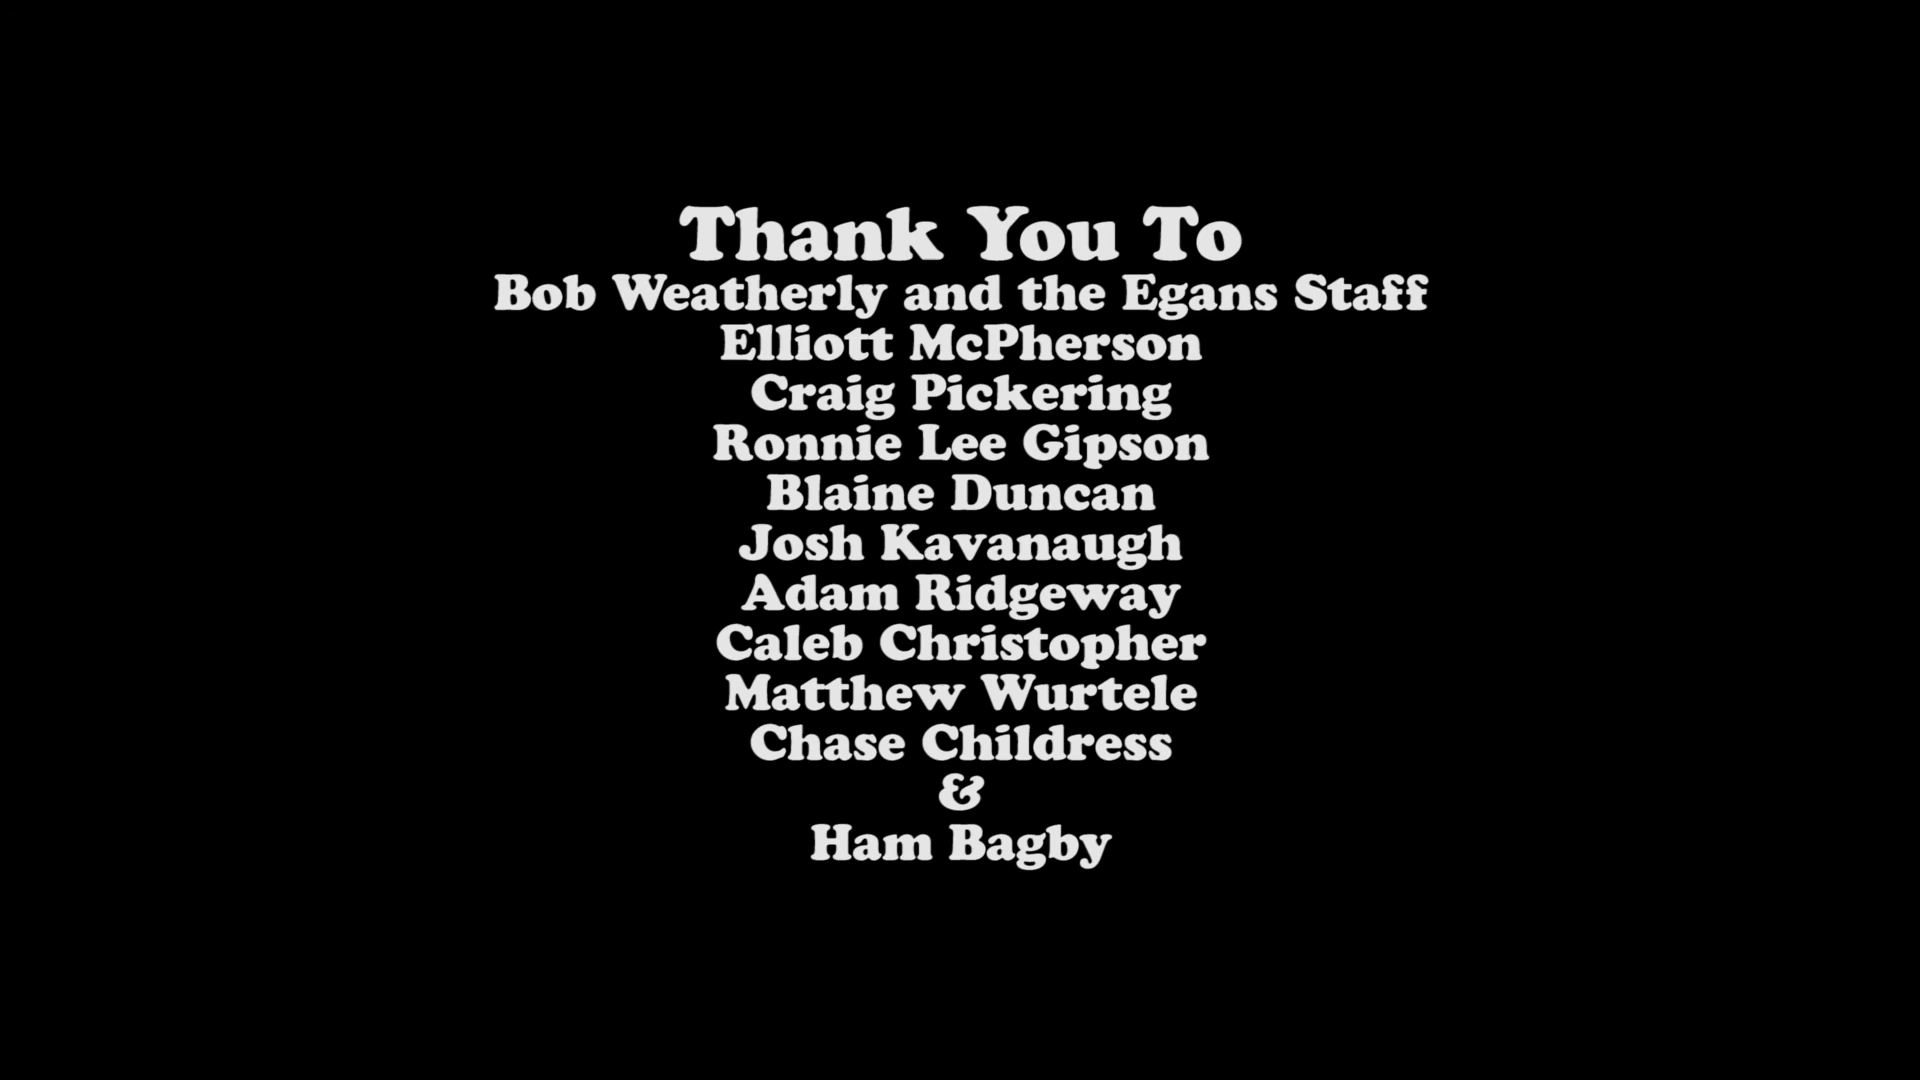 Thank You To
Bob Weatherly and the Egans Staff
Elliott McPherson
Craig Pickering
Ronnie Lee Gipson
Blaine Duncan
Josh Kavanaugh
Adam Ridgeway
Caleb Christopher
Matthew Wurtele
Chase Childress
&
Ham Bagby